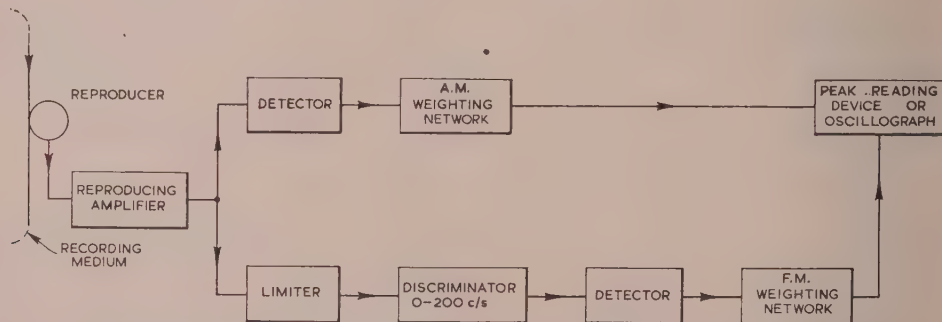 REPRODUCER
REPRODUCING
AMPLIFIER
RECORDING
MEDIUM
DETECTOR
A.M.
WEIGHTING
NETWORK
PEAK ..READING
DEVICE OR
OSCILLOGRAPH
LIMITER
DISCRIMINATOR
0–200 c/s
DETECTOR
F.M.
WEIGHTING
NETWORK